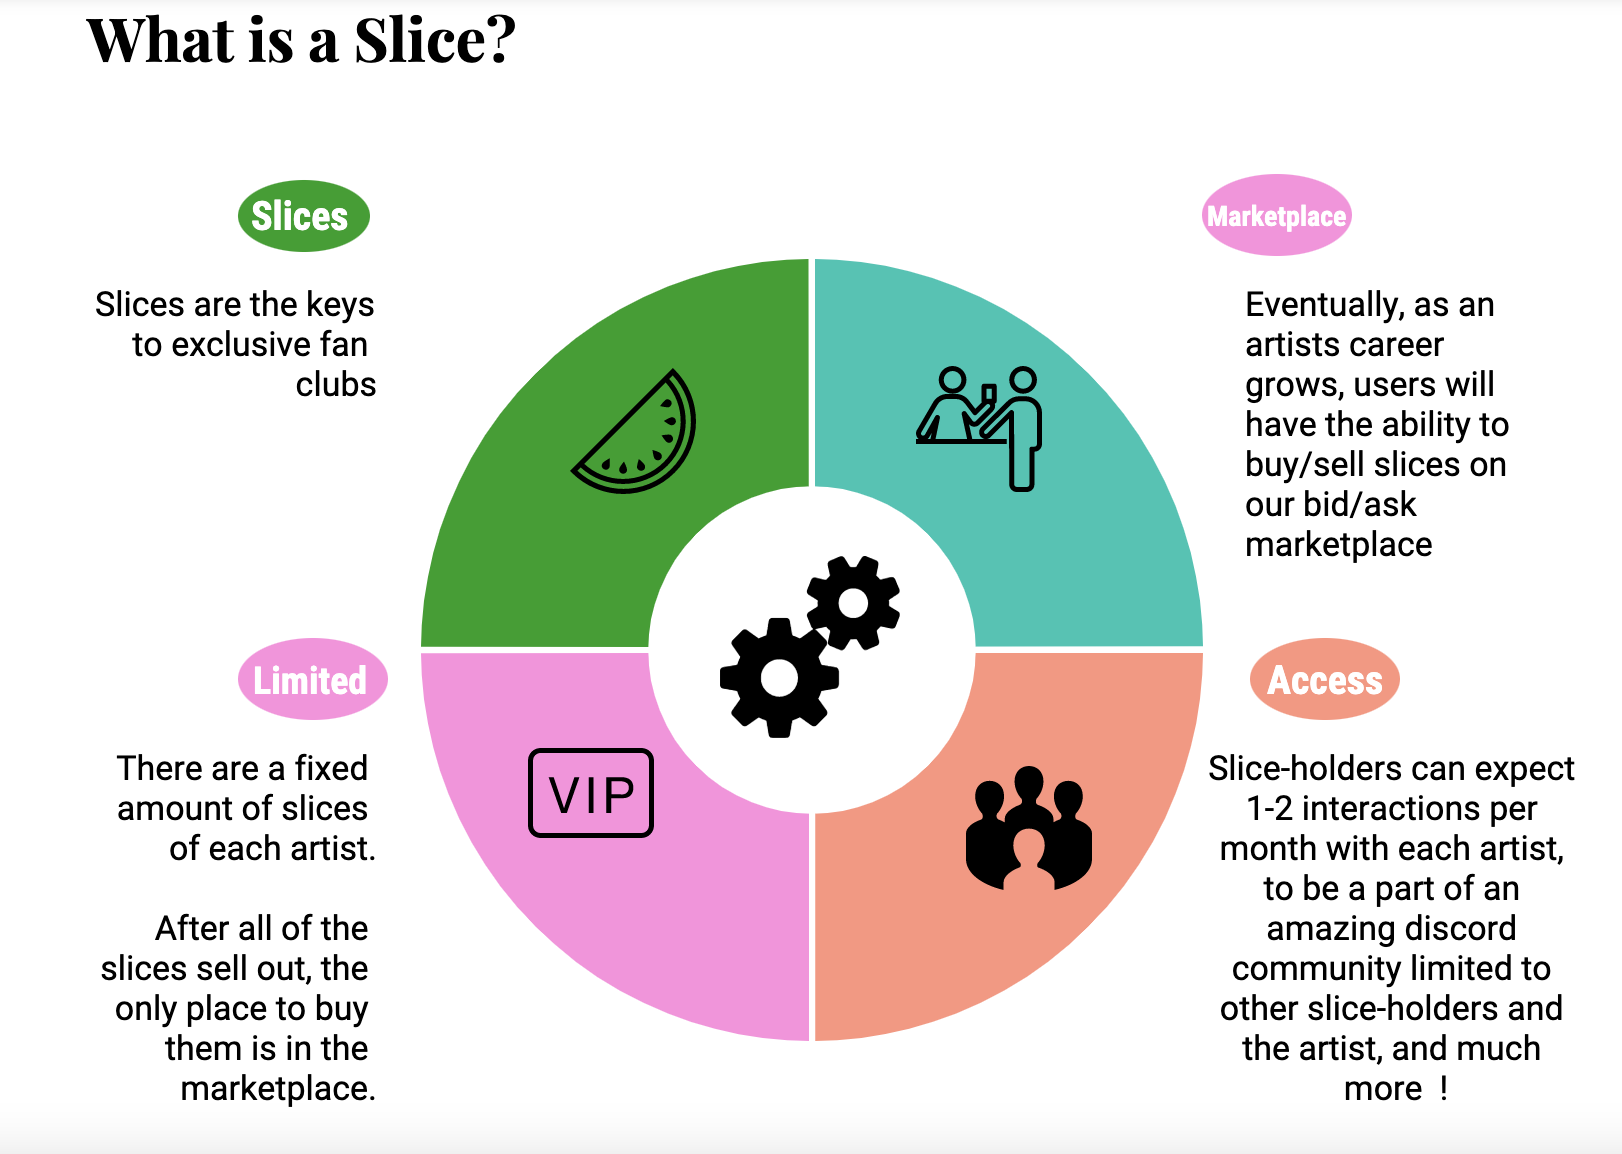 What is a Slice?
Slices
Slices are the keys
to exclusive fan
clubs
Marketplace
Eventually, as an
artists career
grows, users will
have the ability to
buy/sell slices on
our bid/ask
marketplace
Limited
There are a fixed
amount of slices
of each artist.
After all of the
slices sell out, the
only place to buy
them is in the
marketplace.
VIP
Access
Slice-holders can expect
1-2 interactions per
month with each artist,
to be a part of an
amazing discord
community limited to
other slice-holders and
the artist, and much
more !